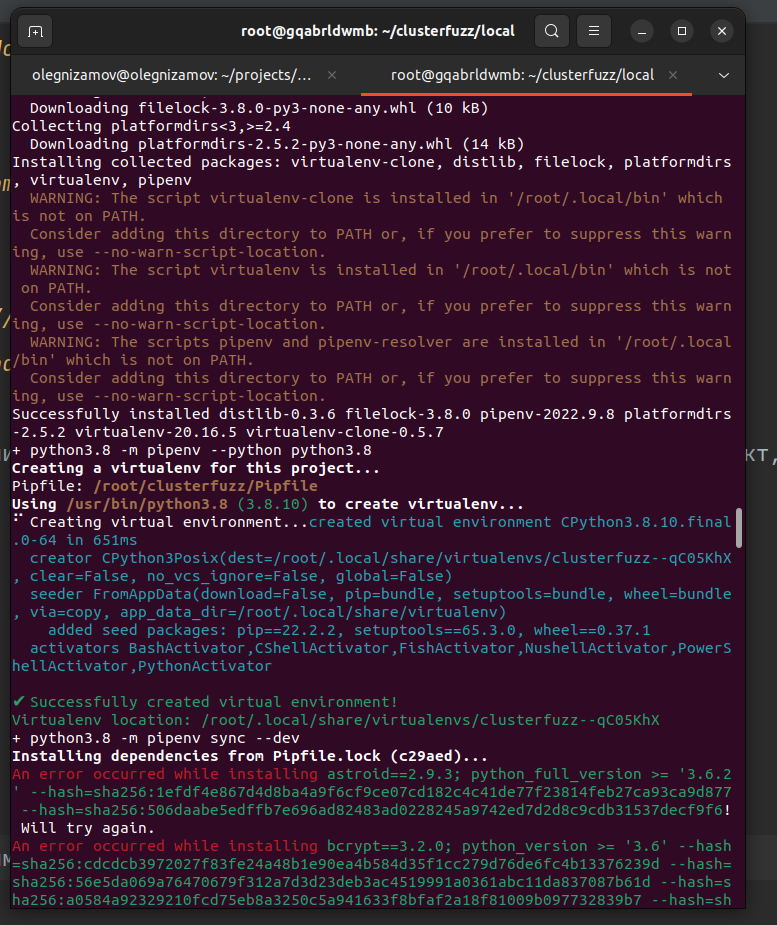 root@gqabrldwmb: ~/clusterfuzz/local
olegnizamov@olegnizamov: ~/projects/...
root@gqabrldwmb: ~/clusterfuzz/local
  Downloading filelock-3.8.0-py3-none-any.whl (10 kB)
Collecting platformdirs<3,>=2.4
  Downloading platformdirs-2.5.2-py3-none-any.whl (14 kB)
Installing collected packages: virtualenv-clone, distlib, filelock, platformdirs
, virtualenv, pipenv
  WARNING: The script virtualenv-clone is installed in '/root/.local/bin' which
is not on PATH.
  Consider adding this directory to PATH or, if you prefer to suppress this warn
ing, use --no-warn-script-location.
  WARNING: The script virtualenv is installed in '/root/.local/bin' which is not
 on PATH.
  Consider adding this directory to PATH or, if you prefer to suppress this warn
ing, use --no-warn-script-location.
  WARNING: The scripts pipenv and pipenv-resolver are installed in '/root/.local
/bin' which is not on PATH.
  Consider adding this directory to PATH or, if you prefer to suppress this warn
ing, use --no-warn-script-location.
Successfully installed distlib-0.3.6 filelock-3.8.0 pipenv-2022.9.8 platformdirs
-2.5.2 virtualenv-20.16.5 virtualenv-clone-0.5.7
+ python3.8 -m pipenv --python python3.8
Creating a virtualenv for this project...
Pipfile: /root/clusterfuzz/Pipfile
Using /usr/bin/python3.8 (3.8.10) to create virtualenv...
⠋ Creating virtual environment...created virtual environment CPython3.8.10.final
.0-64 in 651ms
  creator CPython3Posix(dest=/root/.local/share/virtualenvs/clusterfuzz--qC05KhX
, clear=False, no_vcs_ignore=False, global=False)
  seeder FromAppData(download=False, pip=bundle, setuptools=bundle, wheel=bundle
, via=copy, app_data_dir=/root/.local/share/virtualenv)
    added seed packages: pip==22.2.2, setuptools==65.3.0, wheel==0.37.1
  activators BashActivator,CShellActivator,FishActivator,NushellActivator,PowerS
hellActivator,PythonActivator
✔ Successfully created virtual environment!
Virtualenv location: /root/.local/share/virtualenvs/clusterfuzz--qC05KhX
+ python3.8 -m pipenv sync --dev
Installing dependencies from Pipfile.lock (c29aed)...
An error occurred while installing astroid==2.9.3; python_full_version >= '3.6.2
' --hash=sha256:1efdf4e867d4d8ba4a9f6cf9ce07cd182c4c41de77f23814feb27ca93ca9d877
 --hash=sha256:506daabe5edffb7e696ad82483ad0228245a9742ed7d2d8c9cdb31537decf9f6!
 Will try again.
An error occurred while installing bcrypt==3.2.0; python_version >= '3.6' --hash
=sha256:cdcdcb3972027f83fe24a48b1e90ea4b584d35f1cc279d76de6fc4b13376239d --hash=
sha256:56e5da069a76470679f312a7d3d23deb3ac4519991a0361abc11da837087b61d --hash=s
ha256:a0584a92329210fcd75eb8a3250c5a941633f8bfaf2a18f81009b097732839b7 --hash=sh